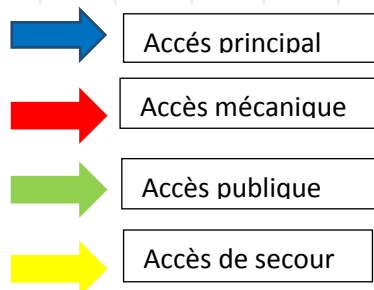 Accés principal
Accès mécanique
Accès publique
Accès de secour